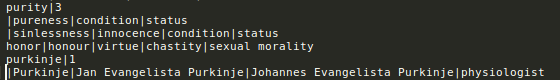 purity|3
|pureness|condition|status
|sinlessness|innocence|condition|status
honor|honour|virtue|chastity|sexual morality
purkinje|1
|Purkinje|Jan Evangelista Purkinje|Johannes Evangelista Purkinje|physiologist